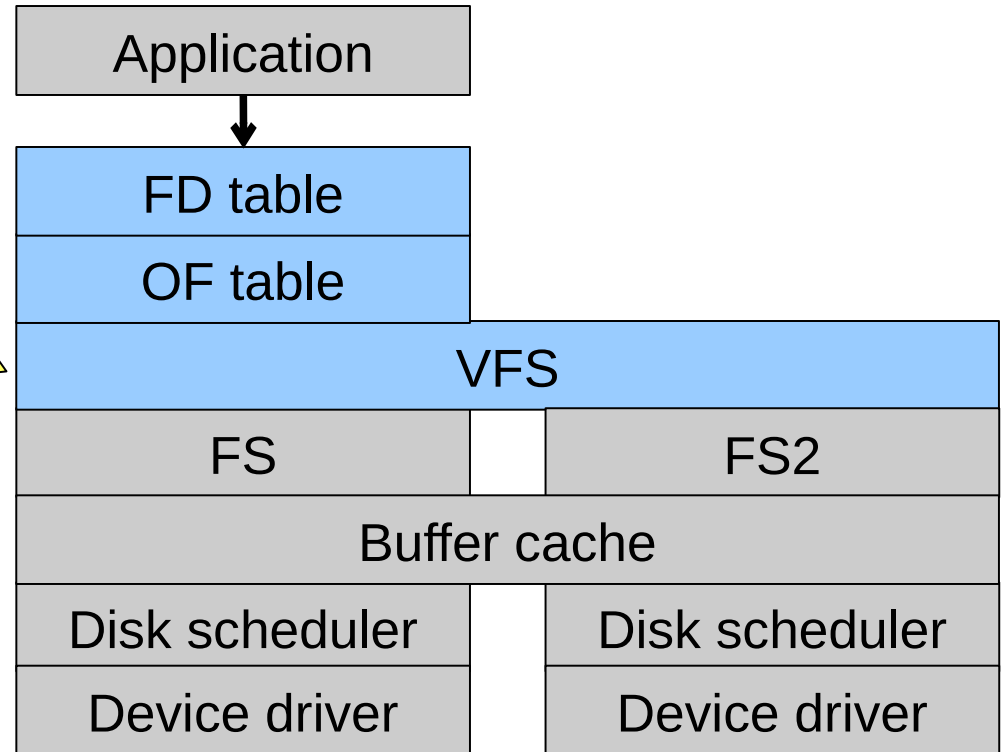 Application
FD table
OF table
VFS
FS
FS2
Buffer cache
Disk scheduler
Disk scheduler
Device driver
Device driver